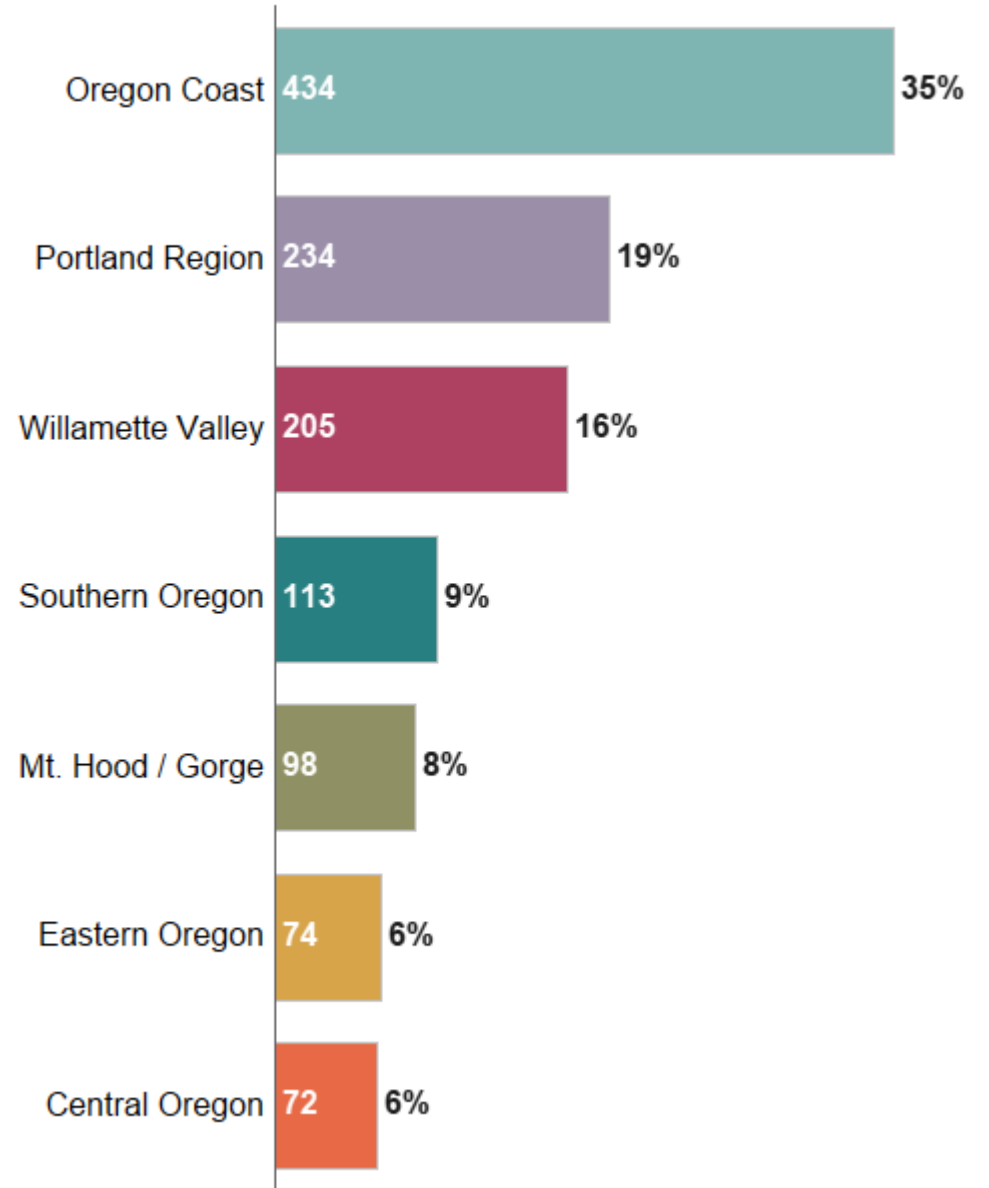 Oregon Coast 434 35%
Portland Region 234 19%
Willamette Valley 205 16%
Southern Oregon 113 9%
Mt. Hood / Gorge 98 8%
Eastern Oregon 74 6%
Central Oregon 72 6%